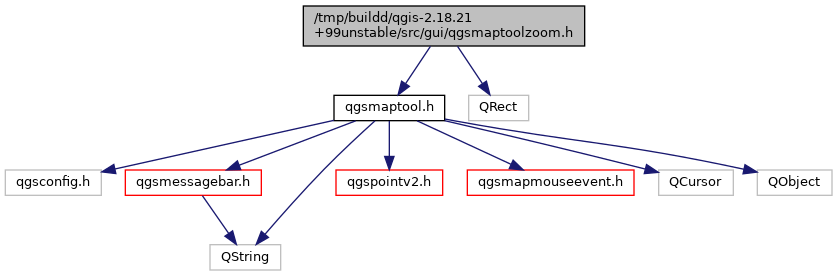 /tmp/buildd/qgis-2.18.21
+99unstable/src/gui/qgsmaptoolzoom.h
qgsmaptool.h
QRect
qgsconfig.h
qgsmessagebar.h
qgspointv2.h
qgsmapmouseevent.h
QCursor
QObject
QString